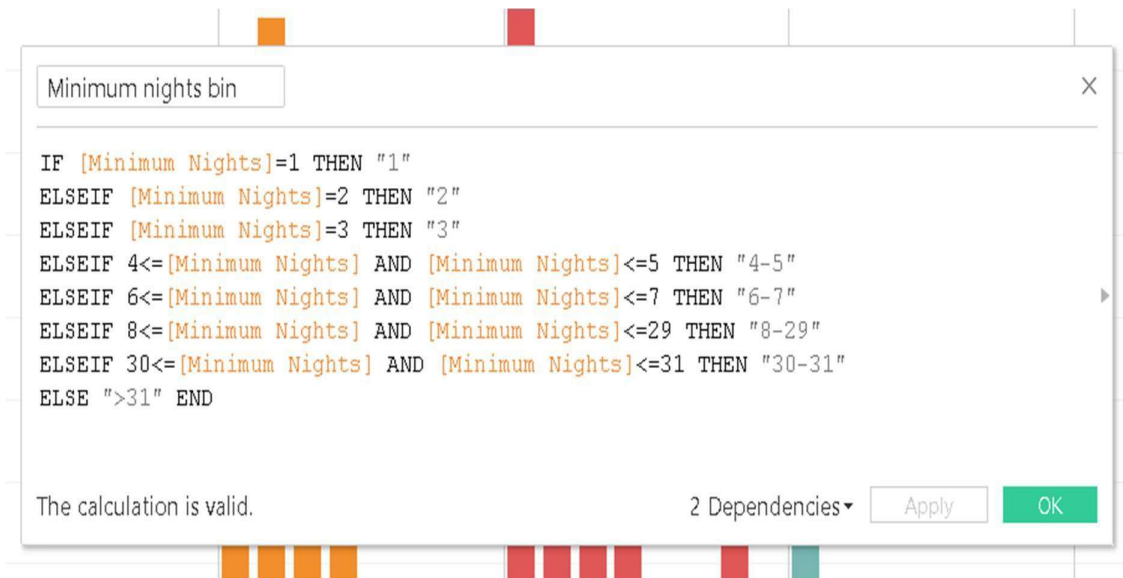 Minimum nights bin
IF [Minimum Nights]=1 THEN "1"
ELSEIF [Minimum Nights]=2 THEN "2"
ELSEIF [Minimum Nights]=3 THEN "3"
ELSEIF 4<=[Minimum Nights] AND [Minimum Nights]<=5 THEN "4-5"
ELSEIF 6<=[Minimum Nights] AND [Minimum Nights]<=7 THEN "6-7"
ELSEIF 8<=[Minimum Nights] AND [Minimum Nights]<=29 THEN "8-29"
ELSEIF 30<=[Minimum Nights] AND [Minimum Nights]<=31 THEN "30-31"
ELSE ">31" END
The calculation is valid. 2 Dependencies Apply OK